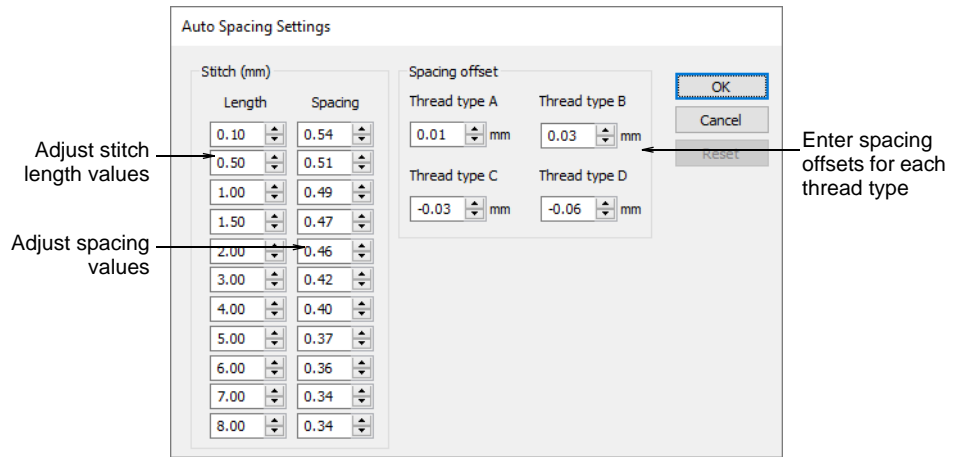 Auto Spacing Settings
Stitch (mm)
Length Spacing
0.10 0.54
0.50 0.51
1.00 0.49
1.50 0.47
2.00 0.46
3.00 0.42
4.00 0.40
5.00 0.37
6.00 0.36
7.00 0.34
8.00 0.34
Spacing offset
Thread type A Thread type B
0.01 mm 0.03 mm
Thread type C Thread type D
-0.03 mm -0.06 mm
OK
Cancel
Reset
Adjust stitch
length values
Adjust spacing
values
Enter spacing
offsets for each
thread type